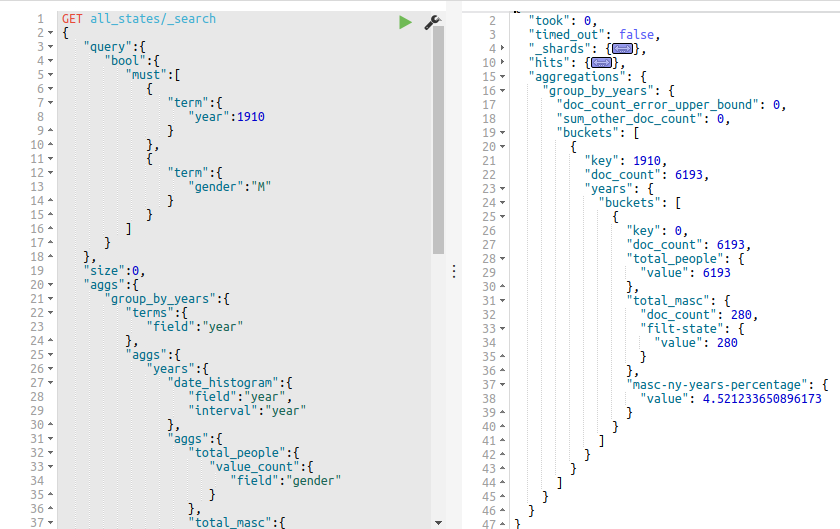 1 GET all_states/_search
2 {
3 "query":{
4 "bool":{
5 "must":[
6 {
7 "term":{
8 "year":1910
9 }
10 },
11 {
12 "term":{
13 "gender":"M"
14 }
15 }
16 ]
17 }
18 },
19 "size":0,
20 "aggs":{
21 "group_by_years":{
22 "terms":{
23 "field":"year"
24 },
25 "aggs":{
26 "years":{
27 "date_histogram":{
28 "field":"year",
29 "interval":"year"
30 },
31 "aggs":{
32 "total_people":{
33 "value_count":{
34 "field":"gender"
35 }
36 },
37 "total_masc":{
2 "took": 0,
3 "timed_out": false,
4 "_shards": {},
10 "hits": {},
15 "aggregations": {
16 "group_by_years": {
17 "doc_count_error_upper_bound": 0,
18 "sum_other_doc_count": 0,
19 "buckets": [
20 {
21 "key": 1910,
22 "doc_count": 6193,
23 "years": {
24 "buckets": [
25 {
26 "key": 0,
27 "doc_count": 6193,
28 "total_people": {
29 "value": 6193
30 },
31 "total_masc": {
32 "doc_count": 280,
33 "filt-state": {
34 "value": 280
35 }
36 },
37 "masc-ny-years-percentage": {
38 "value": 4.521233650896173
39 }
40 }
41 ]
42 }
43 }
44 ]
45 }
46 }
47 }